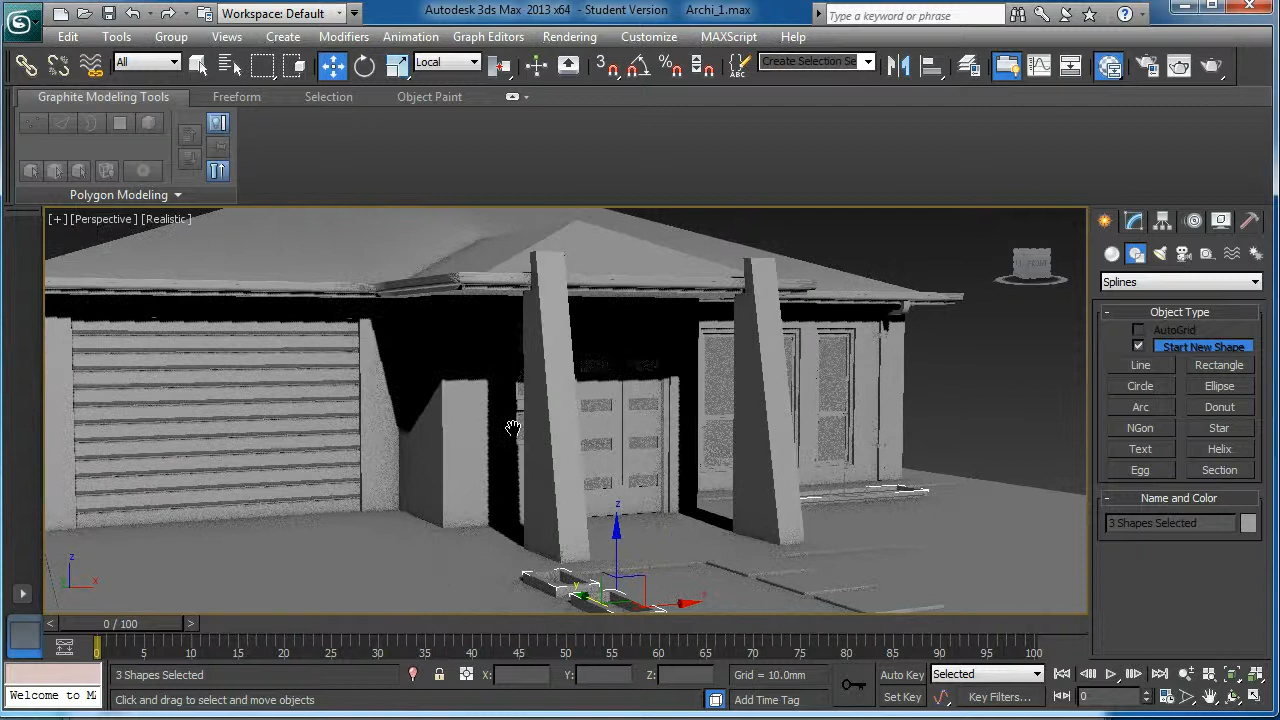 Workspace: Default
Autodesk 3ds Max  2013 x64   - Student Version    Archi_1.max
Type a keyword or phrase
Edit Tools Group Views Create Modifiers Animation Graph Editors Rendering Customize MAXScript Help
All
Local
3
Create Selection Se
Graphite Modeling Tools Freeform Selection Object Paint
Polygon Modeling
[+] [Perspective] [Realistic]
Splines
Object Type
AutoGrid
Start New Shape
Line Rectangle
Circle Ellipse
Arc Donut
NGon Star
Text Helix
Egg Section
Name and Color
3 Shapes Selected
z
y
z
x
0 / 100
0 5 10 15 20 25 30 35 40 45 50 55 60 65 70 75 80 85 90 95 100
3 Shapes Selected X: Y: Z: Grid = 10.0mm Auto Key Selected
Welcome to MA
Click and drag to select and move objects Add Time Tag Set Key Key Filters... 0